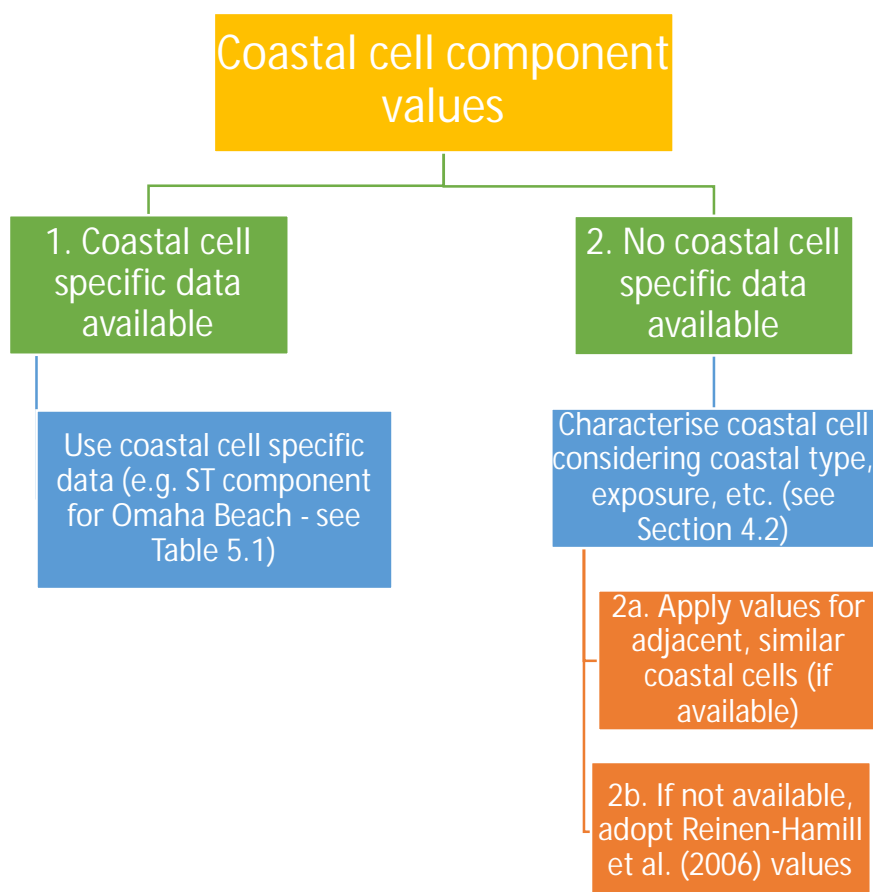 Coastal cell component
values
1. Coastal cell
specific data
available
2. No coastal cell
specific data
available
Use coastal cell specific
data (e.g. ST component
for Omaha Beach - see
Table 5.1)
Characterise coastal cell
considering coastal type,
exposure, etc. (see
Section 4.2)
2a. Apply values for
adjacent, similar
coastal cells (if
available)
2b. If not available,
adopt Reinen-Hamill
et al. (2006) values